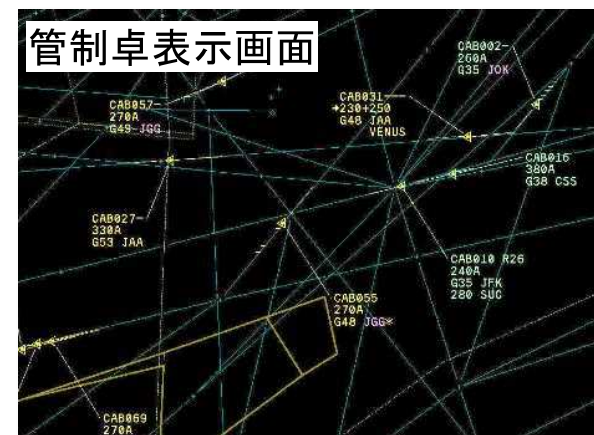 管制卓表示画面
CAB002-
260A
G35 JOK
CAB057-
270A
G49 JGG
CAB031-
→230+250
G48 JAA
VENUS
CAB016
380A
G38 CSS
CAB027-
330A
G53 JAA
CAB010 R26
240A
G35 JFK
280 SUC
CAB055
270A
G48 JGG*
CAB069
270A